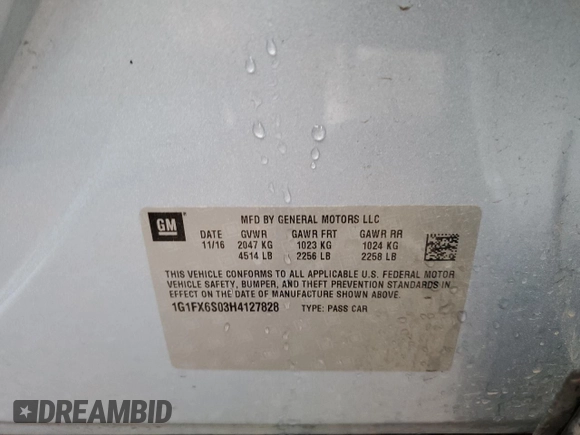 GM
MFD BY GENERAL MOTORS LLC
DATE GVWR GAWR FRT GAWR RR
11/16 2047 KG 1023 KG 1024 KG
4514 LB 2256 LB 2258 LB
THIS VEHICLE CONFORMS TO ALL APPLICABLE U.S. FEDERAL MOTOR
VEHICLE SAFETY, BUMPER, AND THEFT PREVENTION STANDARDS IN
EFFECT ON THE DATE OF MANUFACTURE SHOWN ABOVE.
1G1FX6S03H4127828 TYPE: PASS CAR
DREAMBID